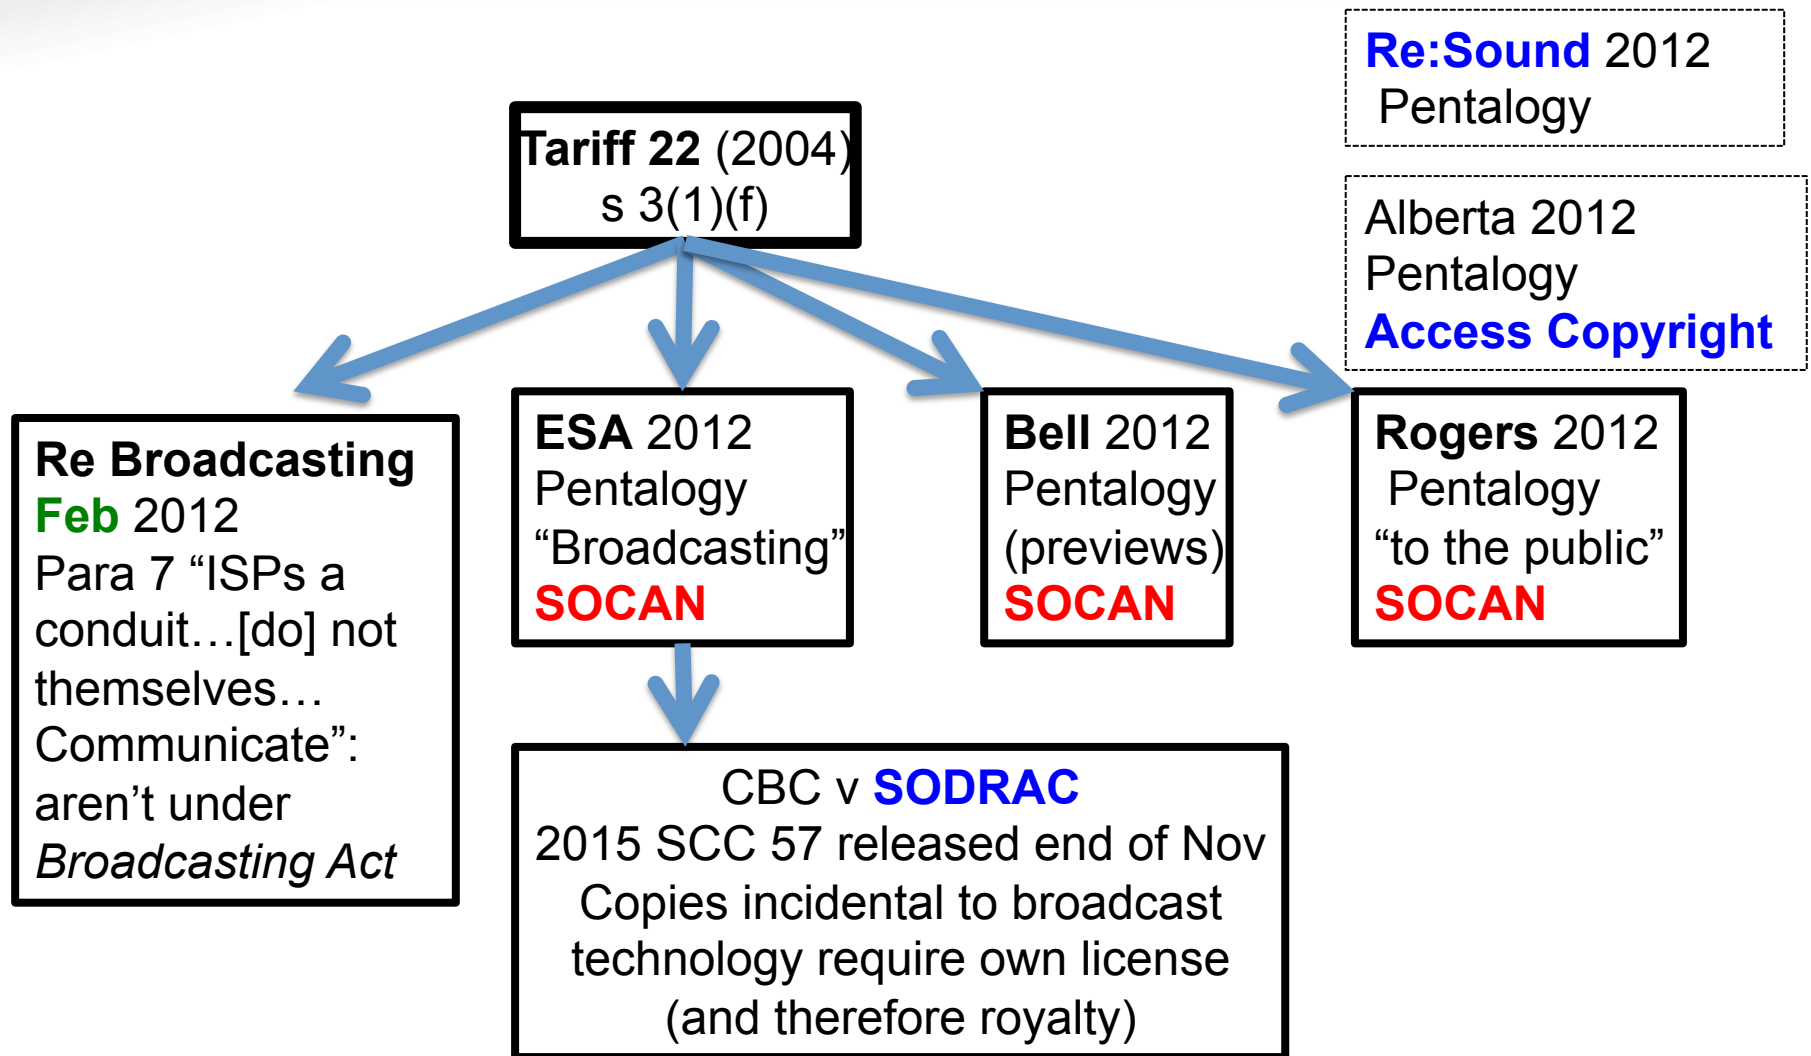 Re:Sound 2012
Pentalogy
Alberta 2012
Pentalogy
Access Copyright
Tariff 22 (2004)
s 3(1)(f)
Re Broadcasting
Feb 2012
Para 7 “ISPs a
conduit…[do] not
themselves…
Communicate”:
aren’t under
Broadcasting Act
ESA 2012
Pentalogy
“Broadcasting”
SOCAN
Bell 2012
Pentalogy
(previews)
SOCAN
Rogers 2012
Pentalogy
“to the public”
SOCAN
CBC v SODRAC
2015 SCC 57 released end of Nov
Copies incidental to broadcast
technology require own license
(and therefore royalty)